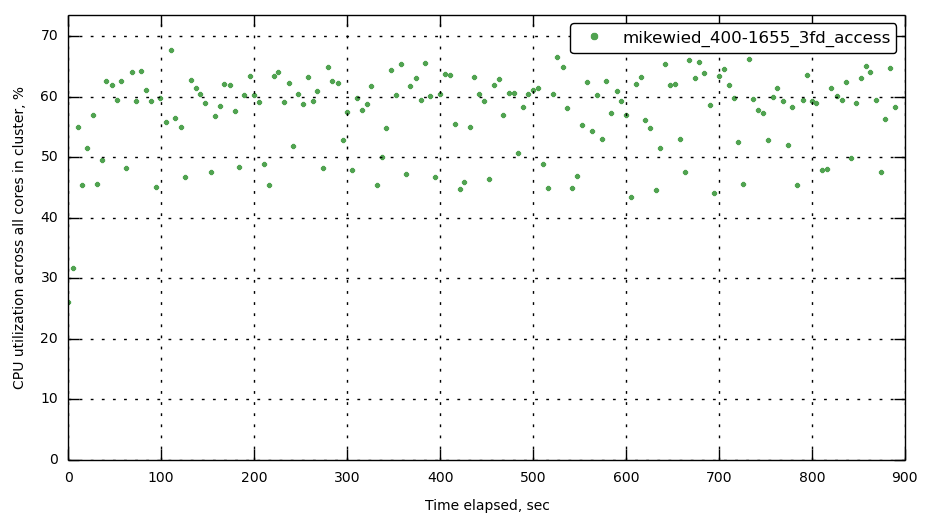 mikewied_400-1655_3fd_access
CPU utilization across all cores in cluster, %
70
60
50
40
30
20
10
0
0 100 200 300 400 500 600 700 800 900
Time elapsed, sec